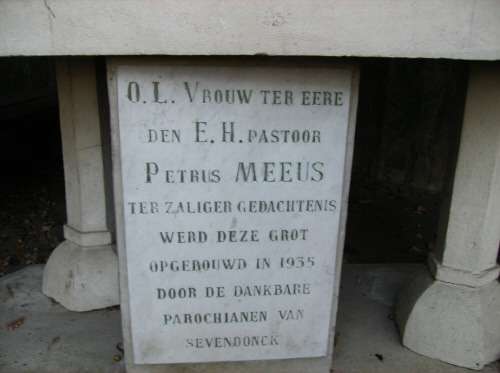 O. L. VROUW TER EERE
DEN E. H. PASTOOR
PETRUS MEEUS
TER ZALIGER GEDACHTENIS
WERD DEZE GROT
OPGEBOUWD IN 1935
DOOR DE DANKBARE
PAROCHIANEN VAN
SEVENDONCK